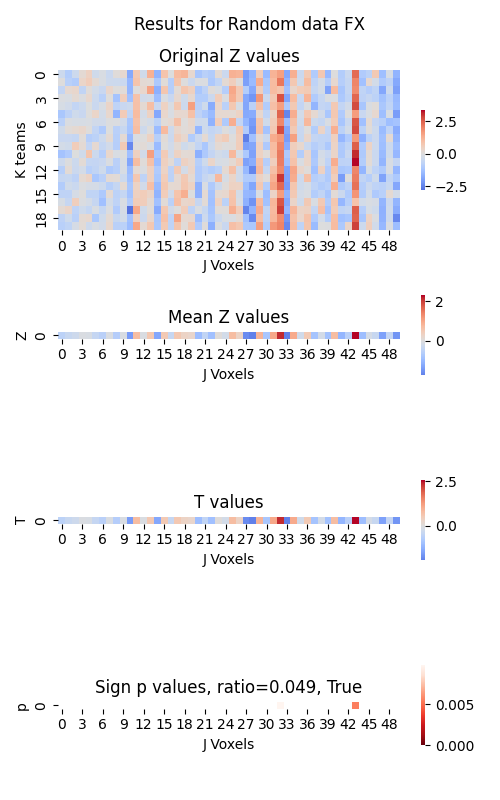 Results for Random data FX
Original Z values
K teams
0
3
6
9
12
15
18
0 3 6 9 12 15 18 21 24 27 30 33 36 39 42 45 48
J Voxels
2.5
0.0
−2.5
Mean Z values
Z
0
0 3 6 9 12 15 18 21 24 27 30 33 36 39 42 45 48
J Voxels
2
0
T values
T
0
0 3 6 9 12 15 18 21 24 27 30 33 36 39 42 45 48
J Voxels
2.5
0.0
Sign p values, ratio=0.049, True
p
0
0 3 6 9 12 15 18 21 24 27 30 33 36 39 42 45 48
J Voxels
0.005
0.000